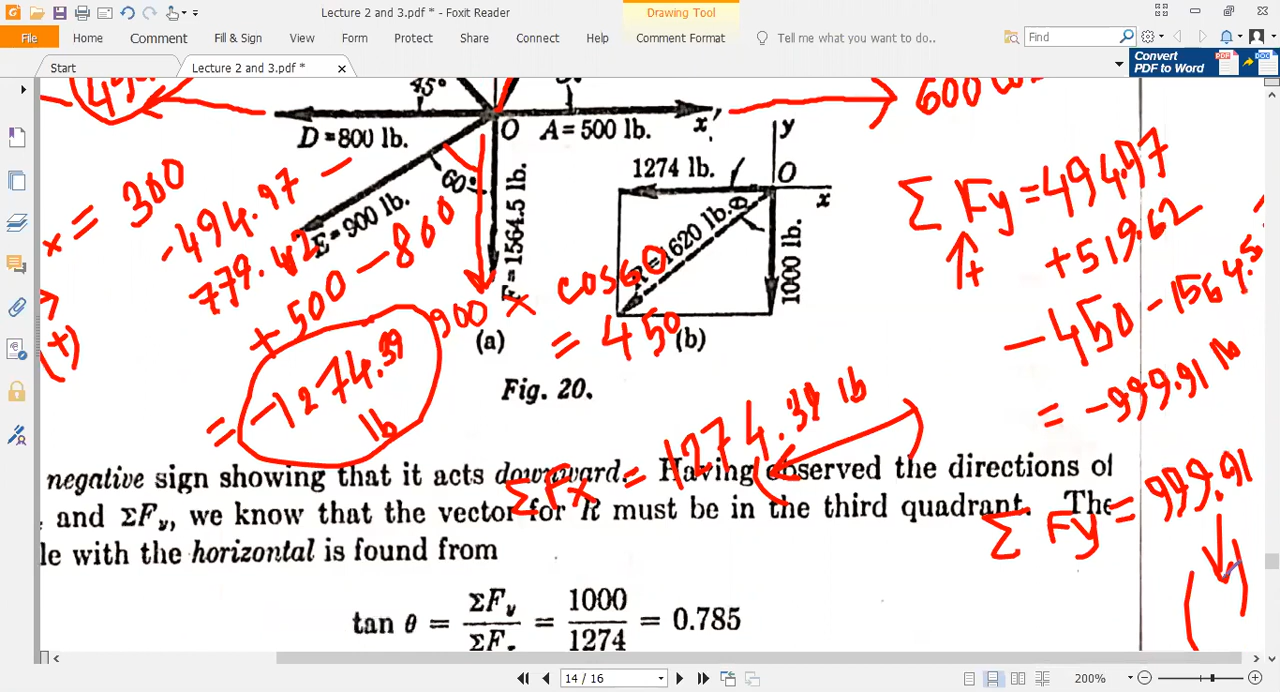 Lecture 2 and 3.pdf * - Foxit Reader
Drawing Tool
File Home Comment Fill & Sign View Form Protect Share Connect Help Comment Format Tell me what you want to do.. Find
Start Lecture 2 and 3.pdf *
Convert
PDF to Word
45°
D = 800 lb. O A = 500 lb. x'
600
y
1274 lb. O
x
60°
E = 900 lb.
F = 1564.5 lb.
R = 1620 lb. θ
1000 lb.
x = 300
-494.97 -
779.42
+500 - 800
= -1274.39
lb
(+)
900 x cos60
= 450
(a) (b)
Fig. 20.
Σ Fy = 494.97
+
+519.62
-450 -1564.5
= -999.91 lb
ΣFx = 1274.39 lb
Σ Fy = 999.91
negative sign showing that it acts downward. Having observed the directions of
and ΣFy, we know that the vector for R must be in the third quadrant. The
le with the horizontal is found from
tan θ = ΣFy = 1000 = 0.785
ΣF 1274
14 / 16
200%